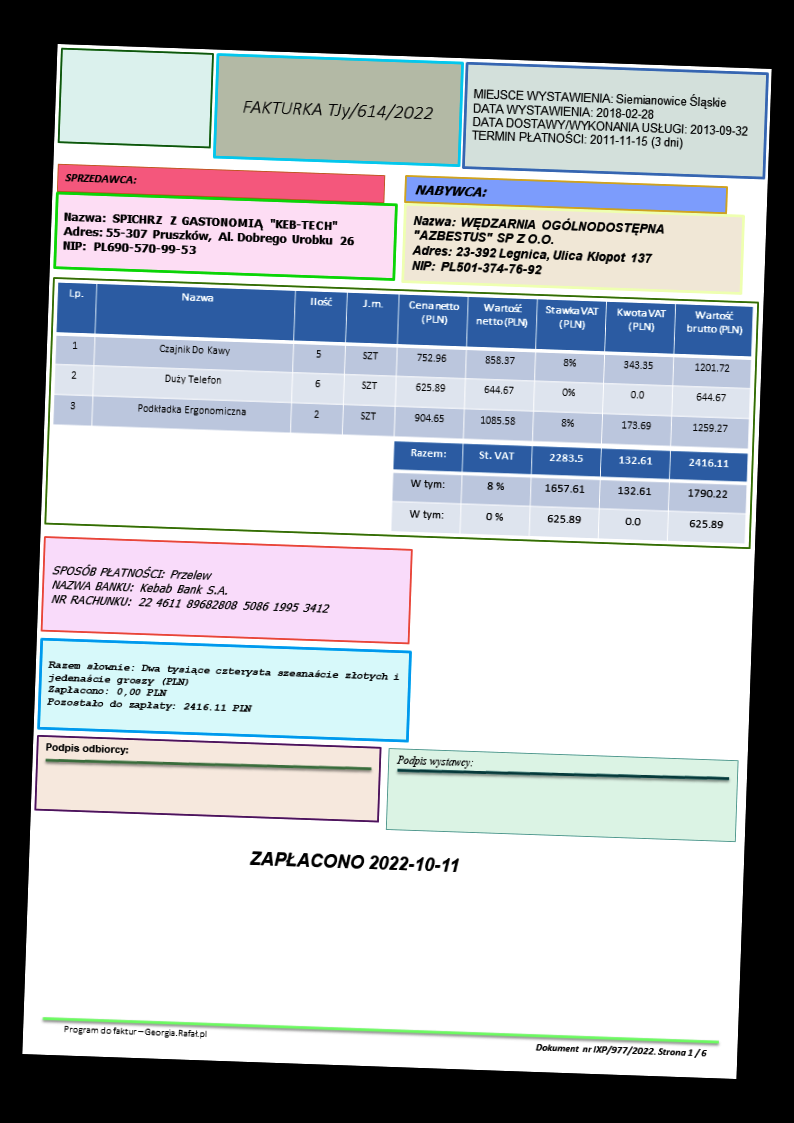 FAKTURKA TJy/614/2022
MIEJSCE WYSTAWIENIA: Siemianowice Śląskie
DATA WYSTAWIENIA: 2018-02-28
DATA DOSTAWY/WYKONANIA USŁUGI: 2013-09-32
TERMIN PŁATNOŚCI: 2011-11-15 (3 dni)
SPRZEDAWCA:
Nazwa: SPICHRZ Z GASTONOMIĄ "KEB-TECH"
Adres: 55-307 Pruszków, Al. Dobrego Urobku 26
NIP: PL690-570-99-53
NABYWCA:
Nazwa: WĘDZARNIA OGÓLNODOSTĘPNA
"AZBESTUS" SP Z O.O.
Adres: 23-392 Legnica, Ulica Kłopot 137
NIP: PL501-374-76-92
Lp. Nazwa Ilość J.m. Cena netto (PLN) Wartość netto (PLN) Stawka VAT (PLN) Kwota VAT (PLN) Wartość brutto (PLN)
1 Czajnik Do Kawy 5 SZT 752.96 858.37 8% 343.35 1201.72
2 Duży Telefon 6 SZT 625.89 644.67 0% 0.0 644.67
3 Podkładka Ergonomiczna 2 SZT 904.65 1085.58 8% 173.69 1259.27
Razem: St. VAT 2283.5 132.61 2416.11
W tym: 8 % 1657.61 132.61 1790.22
W tym: 0 % 625.89 0.0 625.89
SPOSÓB PŁATNOŚCI: Przelew
NAZWA BANKU: Kebab Bank S.A.
NR RACHUNKU: 22 4611 89682808 5086 1995 3412
Razem słownie: Dwa tysiące czterysta szesnaście złotych i
jedenaście groszy (PLN)
Zapłacono: 0,00 PLN
Pozostało do zapłaty: 2416.11 PLN
Podpis odbiorcy:
Podpis wystawcy:
ZAPŁACONO 2022-10-11
Program do faktur – Georgia.Rafał.pl
Dokument nr IXP/977/2022. Strona 1 / 6